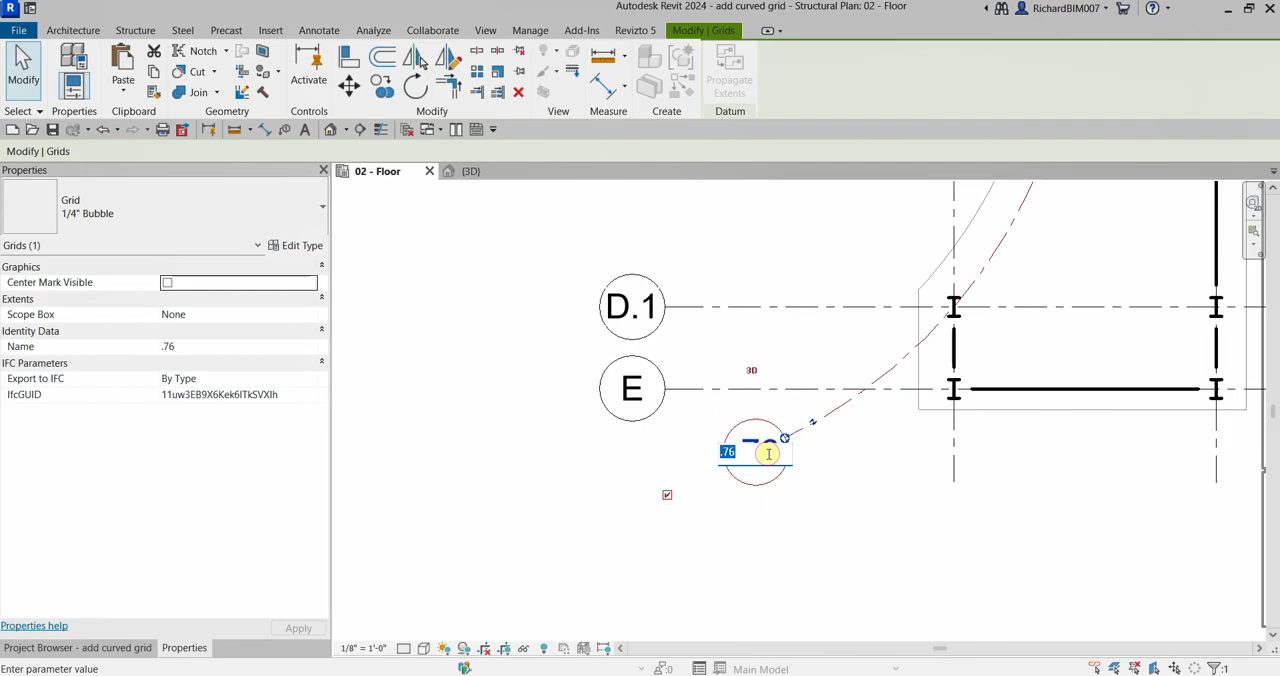 Autodesk Revit 2024 - add curved grid - Structural Plan: 02 - Floor
RichardBIM007
File Architecture Structure Steel Precast Insert Annotate Analyze Collaborate View Manage Add-Ins Revizto 5 Modify | Grids
Modify Properties Paste Notch Cut Join Activate Propagate Extents
Select Properties Clipboard Geometry Controls Modify View Measure Create Datum
Modify | Grids
Properties
02 - Floor
{3D}
Grid
1/4" Bubble
Grids (1)
Edit Type
Graphics
Center Mark Visible
Extents
Scope Box None
Identity Data
Name .76
IFC Parameters
Export to IFC By Type
IfcGUID 11uw3EB9X6Kek6ITkSVXIh
D.1
E
3D
.76
Properties help
Apply
Project Browser - add curved grid Properties
1/8" = 1'-0"
Enter parameter value
:0
Main Model
:1